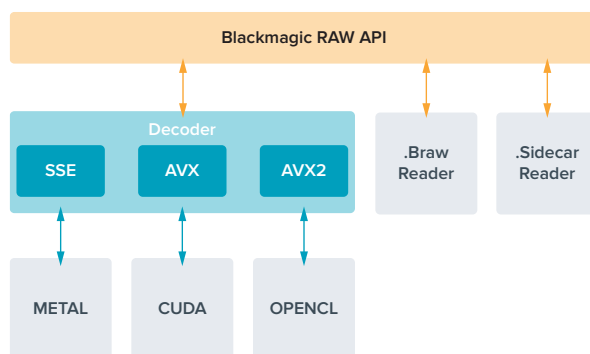 Blackmagic RAW API
Decoder
SSE
AVX
AVX2
.Braw
Reader
.Sidecar
Reader
METAL
CUDA
OPENCL